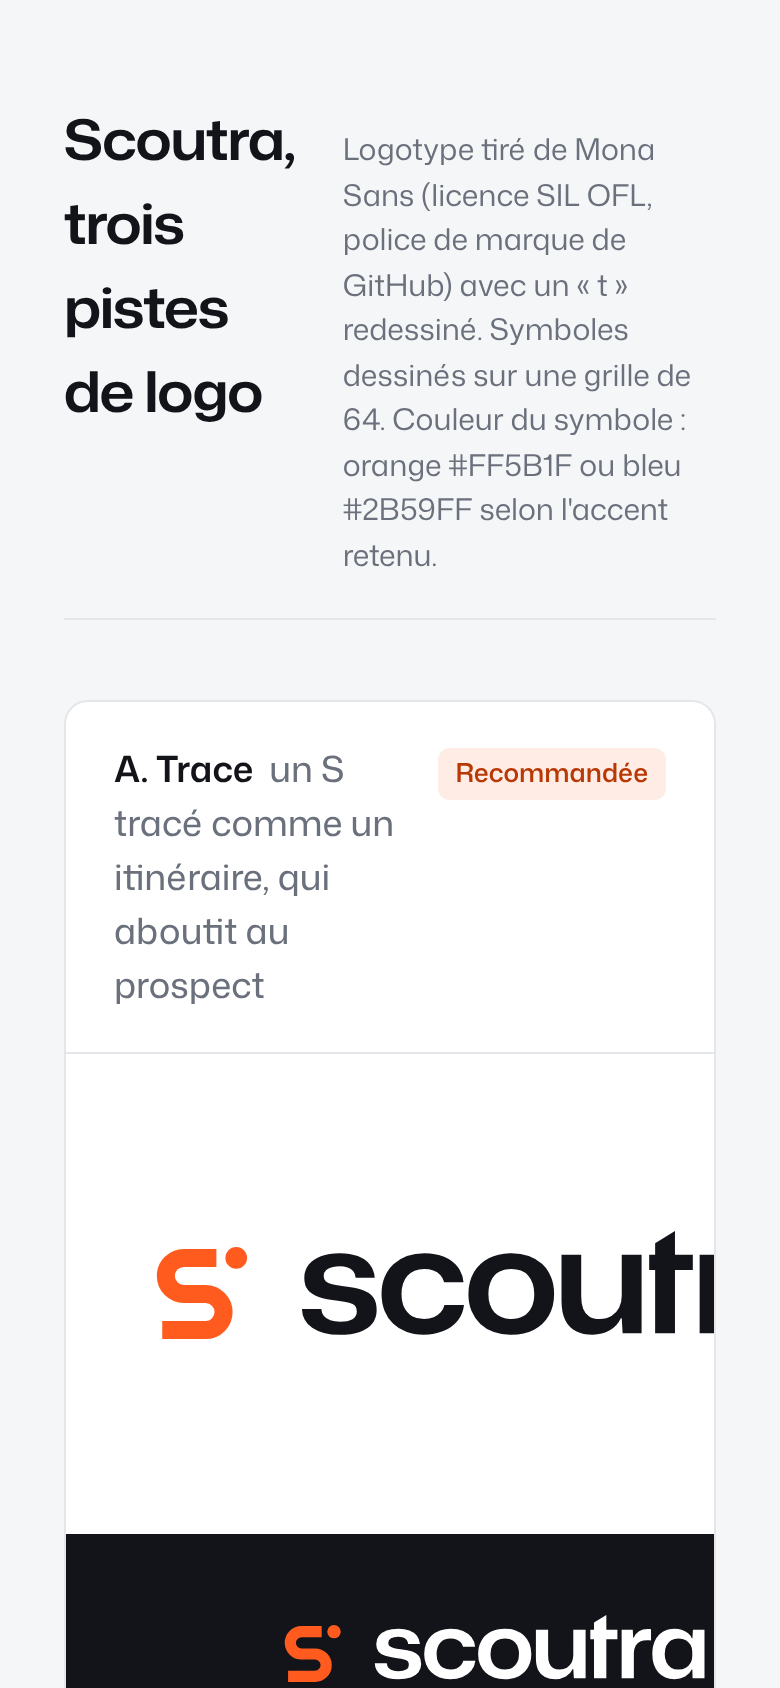 Scoutra,
trois
pistes
de logo
Logotype tiré de Mona
Sans (licence SIL OFL,
police de marque de
GitHub) avec un « t »
redessiné. Symboles
dessinés sur une grille de
64. Couleur du symbole :
orange #FF5B1F ou bleu
#2B59FF selon l'accent
retenu.
A. Trace un S
tracé comme un
itinéraire, qui
aboutit au
prospect
Recommandée
S scout
S scoutra